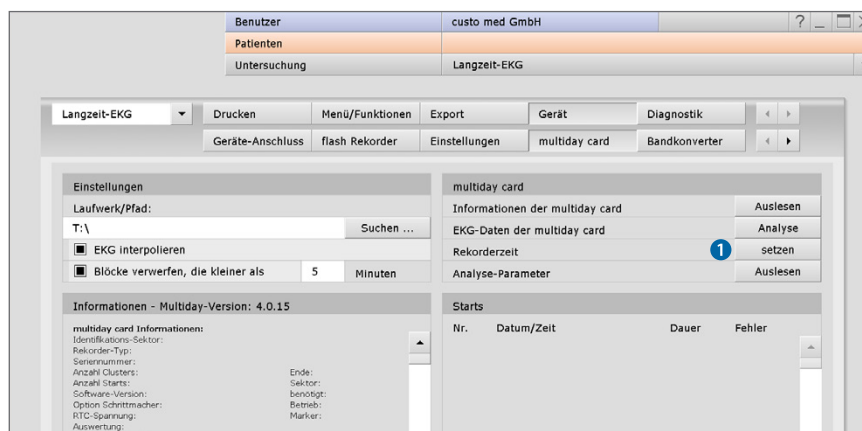 Benutzer custo med GmbH ? _
Patienten
Untersuchung Langzeit-EKG
Langzeit-EKG Drucken Menü/Funktionen Export Gerät Diagnostik
Geräte-Anschluss flash Rekorder Einstellungen multiday card Bandkonverter
Einstellungen
Laufwerk/Pfad:
T:\ Suchen ...
EKG interpolieren
Blöcke verwerfen, die kleiner als 5 Minuten
multiday card
Informationen der multiday card Auslesen
EKG-Daten der multiday card Analyse
Rekorderzeit 1 setzen
Analyse-Parameter Auslesen
Informationen - Multiday-Version: 4.0.15
multiday card Informationen:
Identifikations-Sektor:
Rekorder-Typ:
Seriennummer:
Anzahl Clusters: Ende:
Anzahl Starts: Sektor:
Software-Version: benötigt:
Option Schrittmacher: Betrieb:
RTC-Spannung: Marker:
Auswertung:
Starts
Nr. Datum/Zeit Dauer Fehler